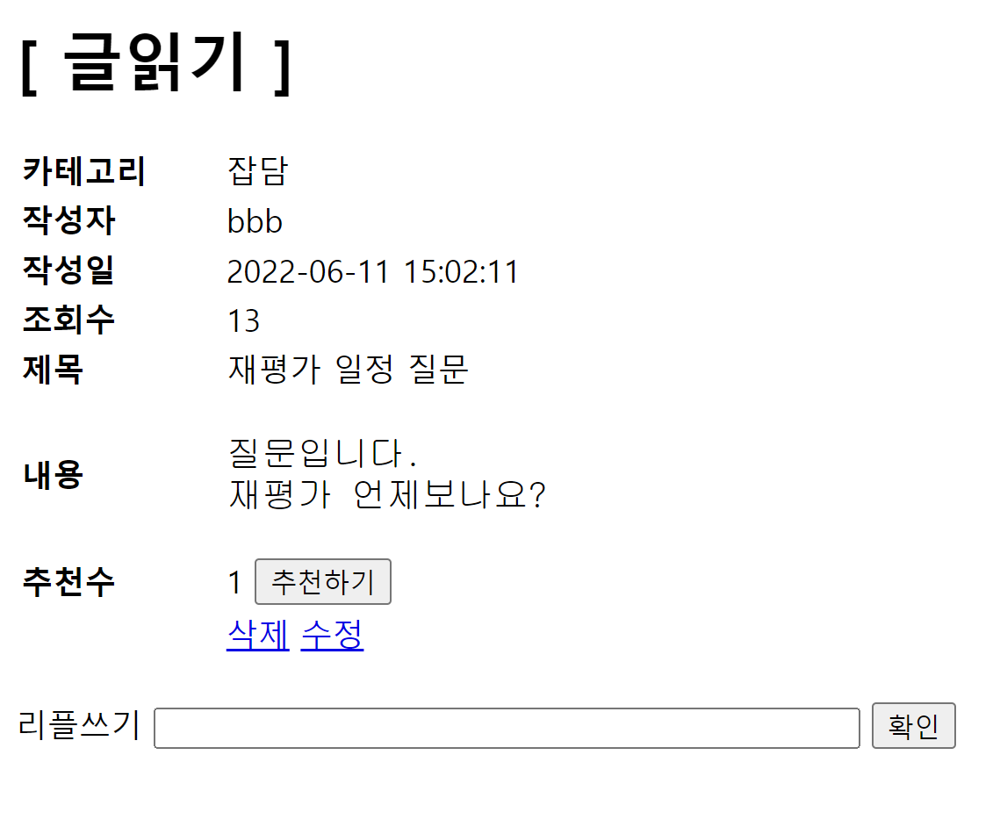 [ 글읽기 ]
카테고리 잡담
작성자 bbb
작성일 2022-06-11 15:02:11
조회수 13
제목 재평가 일정 질문
내용 질문입니다.
재평가 언제보나요?
추천수 1 추천하기
삭제 수정
리플쓰기 확인